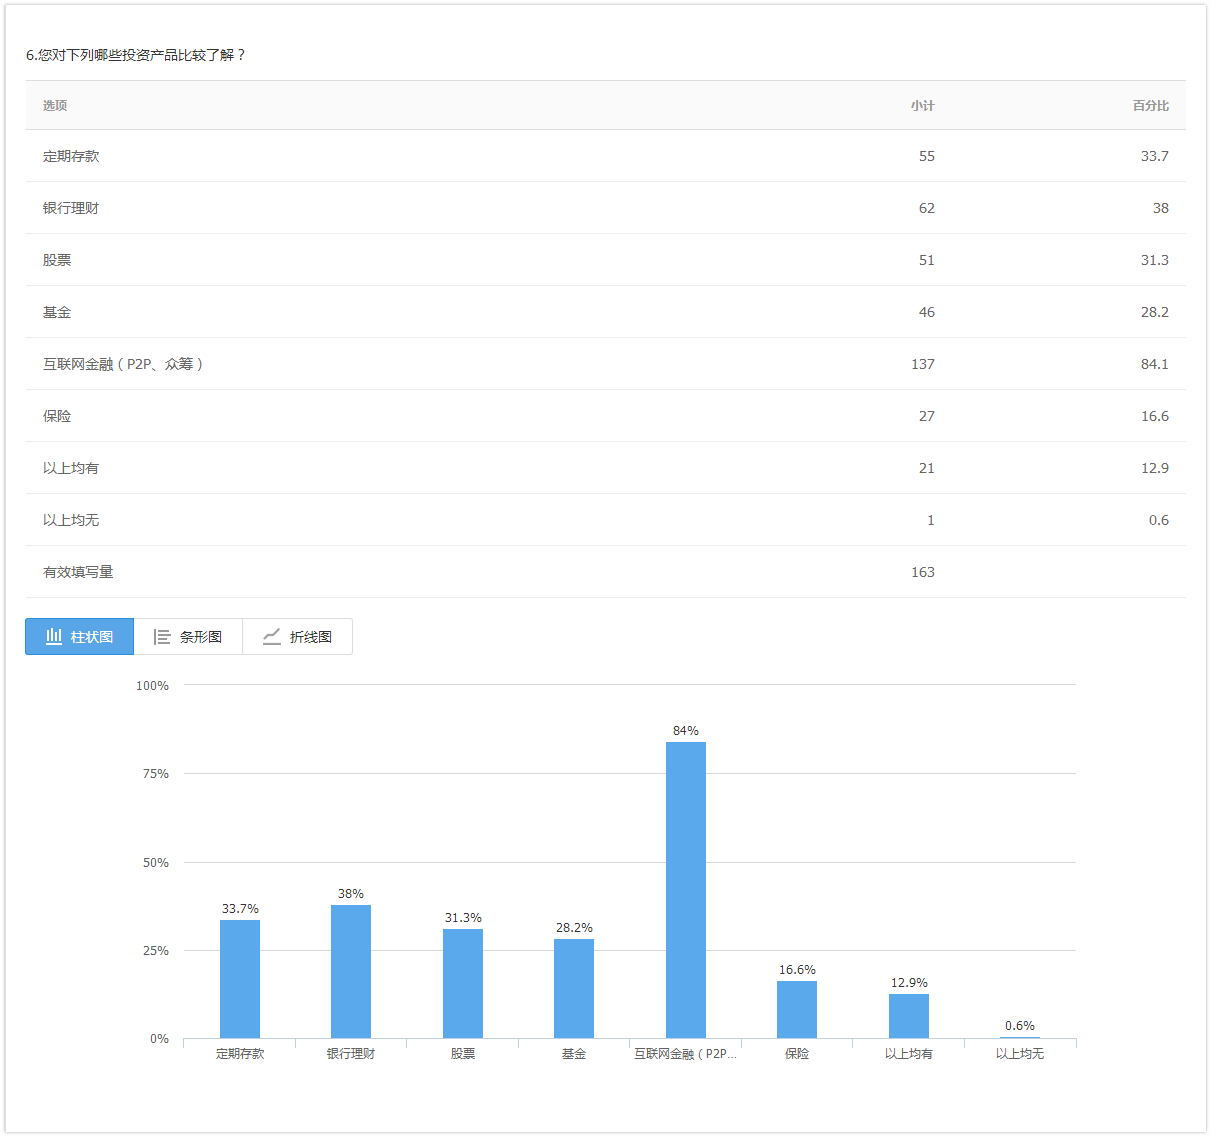 6.您对下列哪些投资产品比较了解？
选项 小计 百分比
定期存款 55 33.7
银行理财 62 38
股票 51 31.3
基金 46 28.2
互联网金融（P2P、众筹） 137 84.1
保险 27 16.6
以上均有 21 12.9
以上均无 1 0.6
有效填写量 163
柱状图 条形图 折线图
100%
84%
75%
50%
38%
33.7%
31.3%
28.2%
25%
16.6%
12.9%
0.6%
0%
定期存款 银行理财 股票 基金 互联网金融（P2P... 保险 以上均有 以上均无